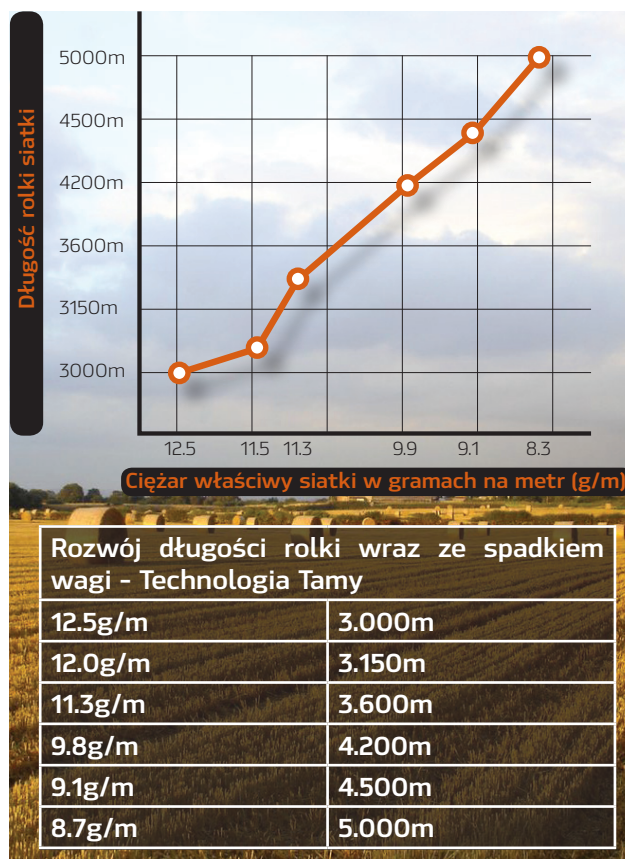 Długość rolki siatki
5000m
4500m
4200m
3600m
3150m
3000m
12.5 11.5 11.3 9.9 9.1 8.3
Ciężar właściwy siatki w gramach na metr (g/m)
Rozwój długości rolki wraz ze spadkiem
wagi - Technologia Tamy
12.5g/m 3.000m
12.0g/m 3.150m
11.3g/m 3.600m
9.8g/m 4.200m
9.1g/m 4.500m
8.7g/m 5.000m